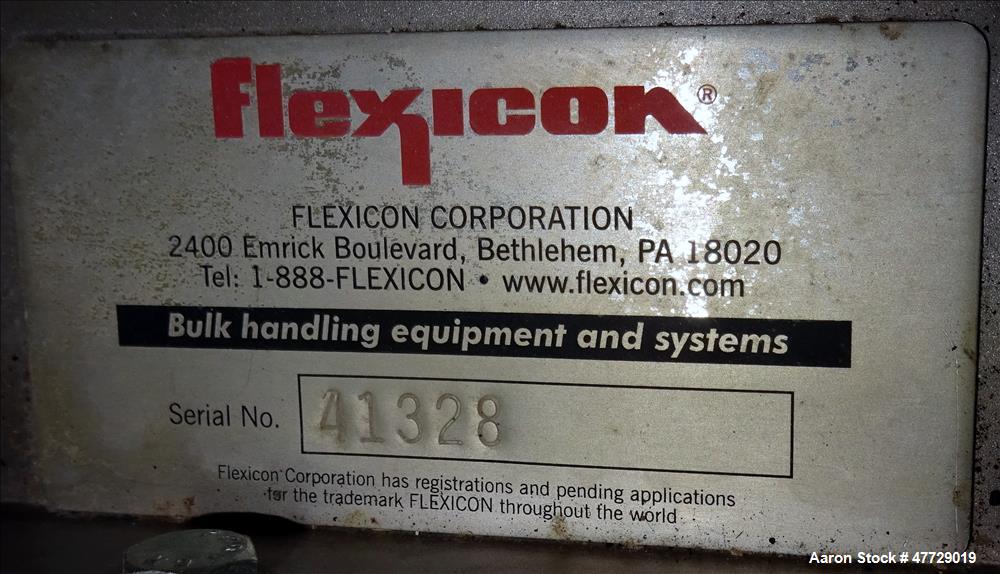 flexicon®
FLEXICON CORPORATION
2400 Emrick Boulevard, Bethlehem, PA 18020
Tel: 1-888-FLEXICON • www.flexicon.com
Bulk handling equipment and systems
Serial No. 41328
Flexicon Corporation has registrations and pending applications
for the trademark FLEXICON throughout the world
Aaron Stock # 47729019